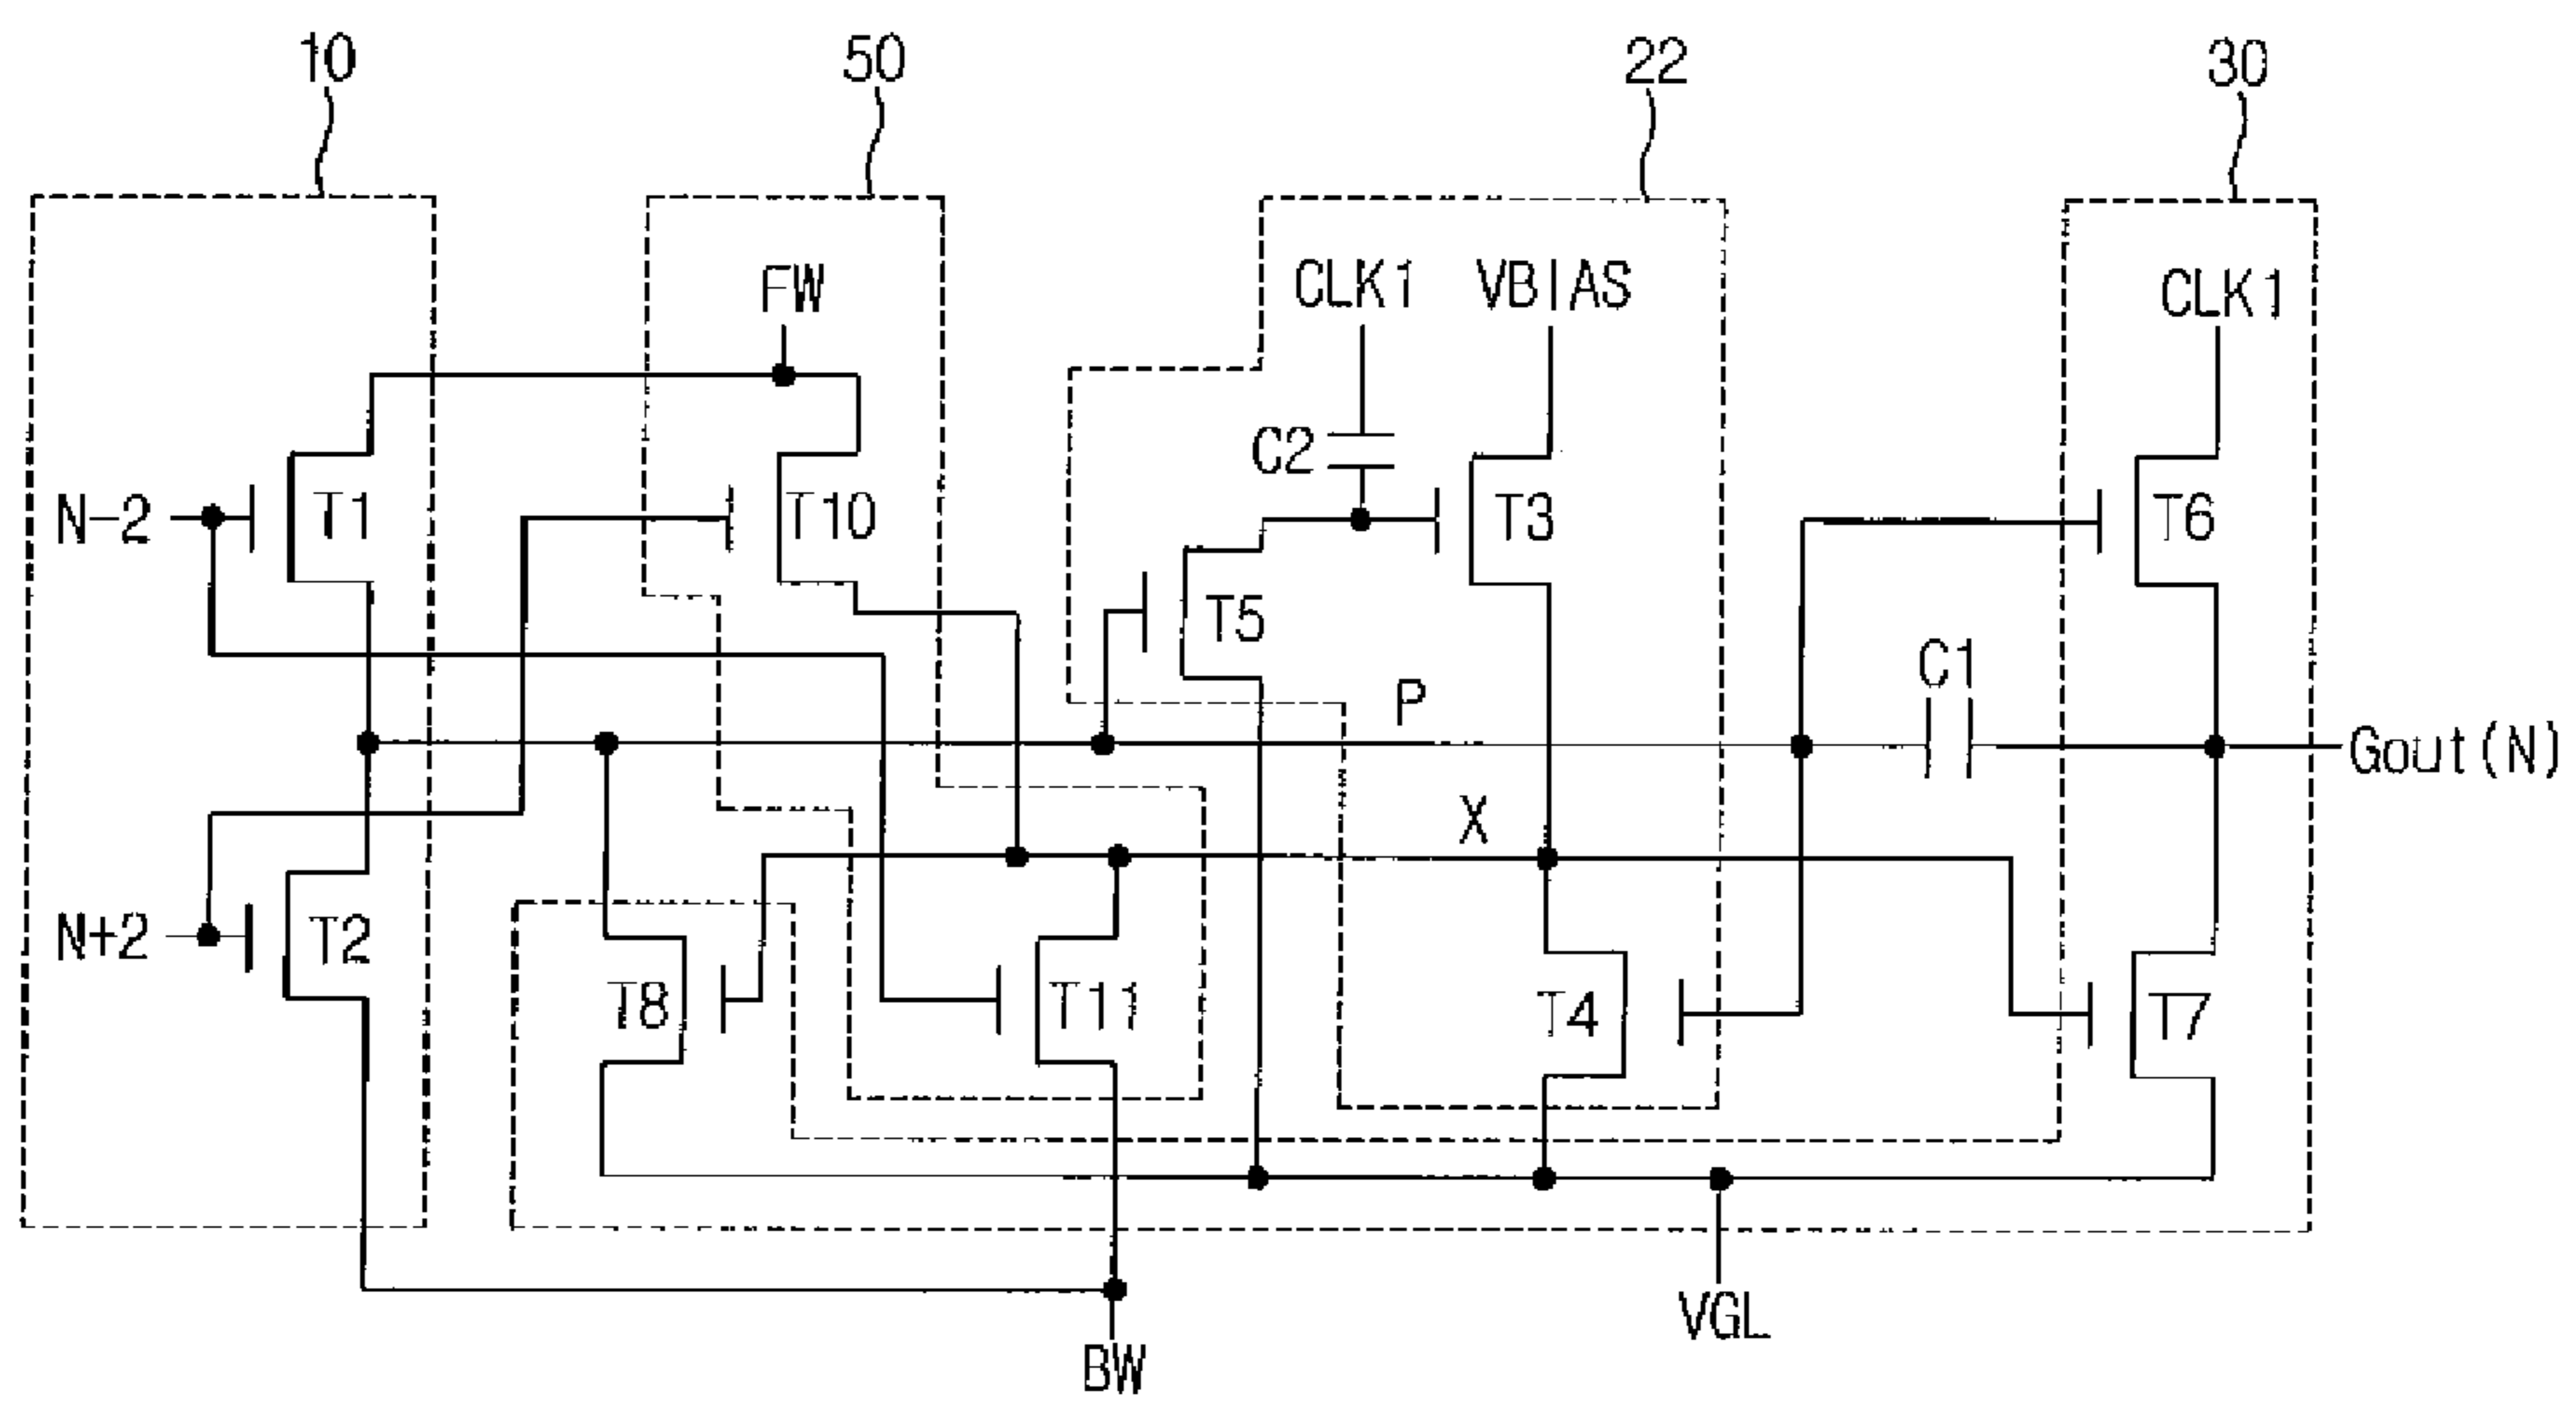 10
50
22
30
FW
CLK1
VBIAS
CLK1
C2
N-2
T1
T10
T3
T6
T5
C1
P
Gout(N)
X
N+2
T2
T8
T11
T4
T7
VGL
BW